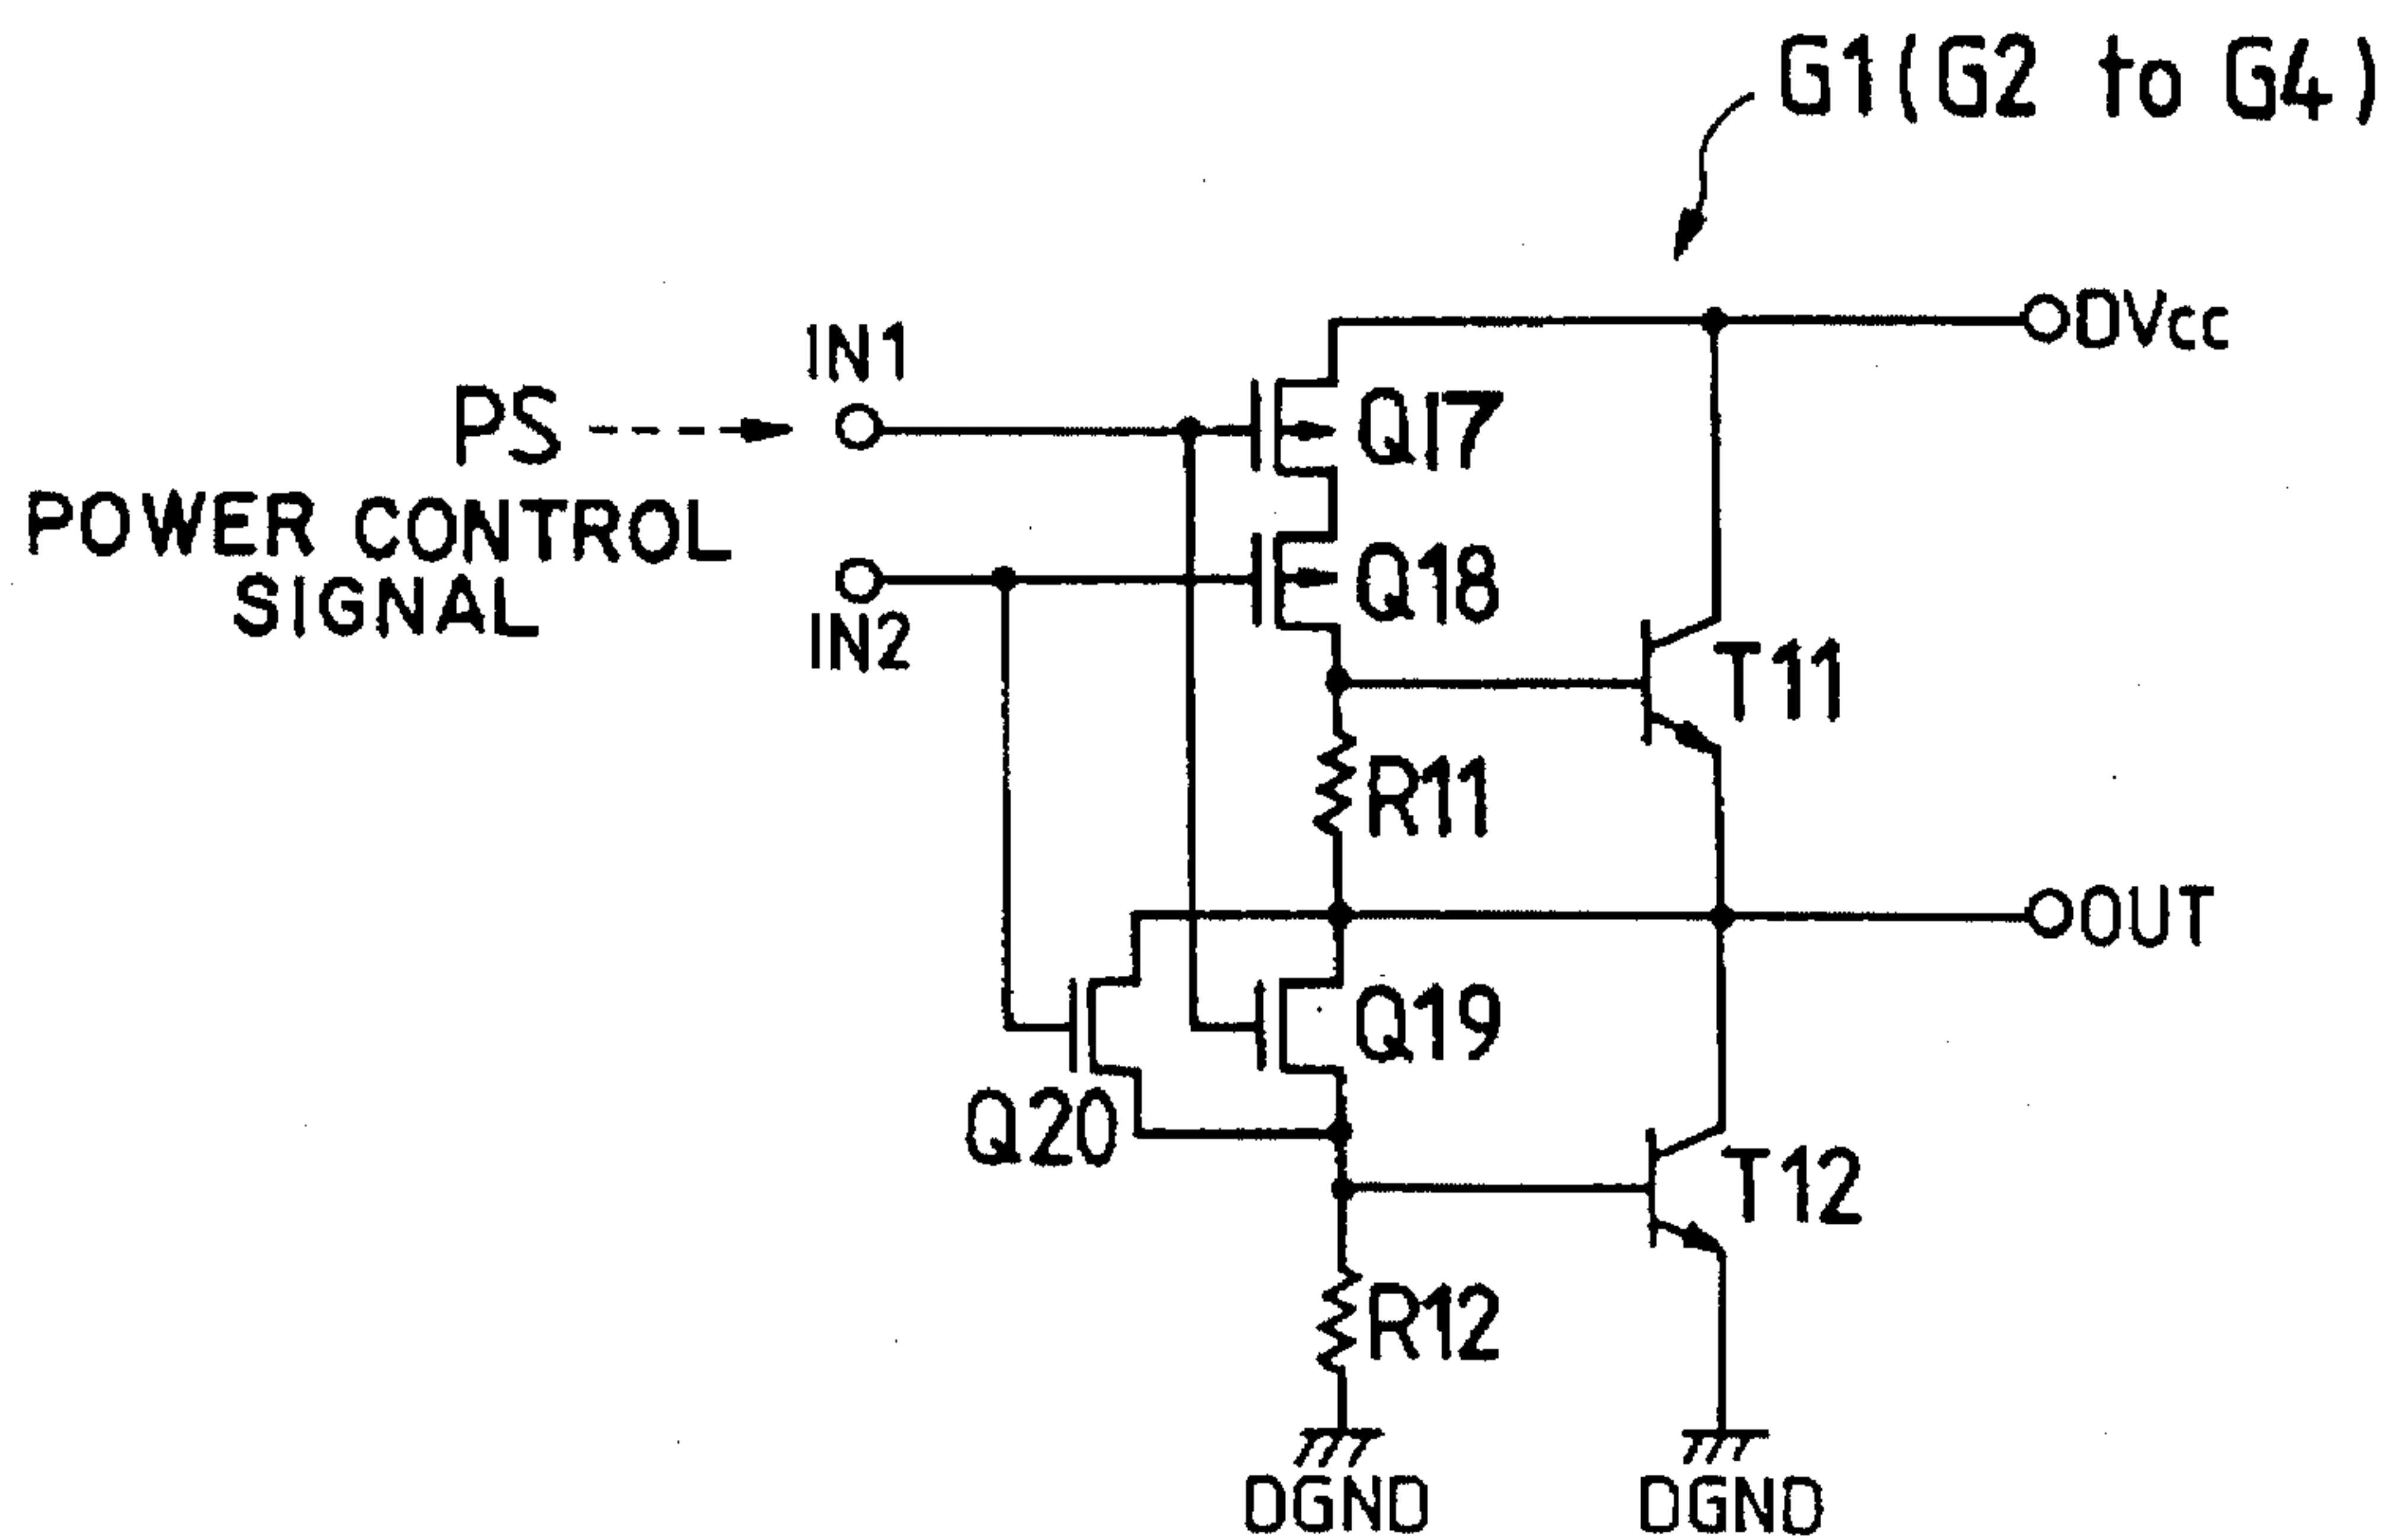 G1(G2 to G4)
DVcc
IN1
PS
Q17
POWER CONTROL
SIGNAL
Q18
IN2
T11
R11
OUT
Q19
Q20
T12
R12
DGND
DGND